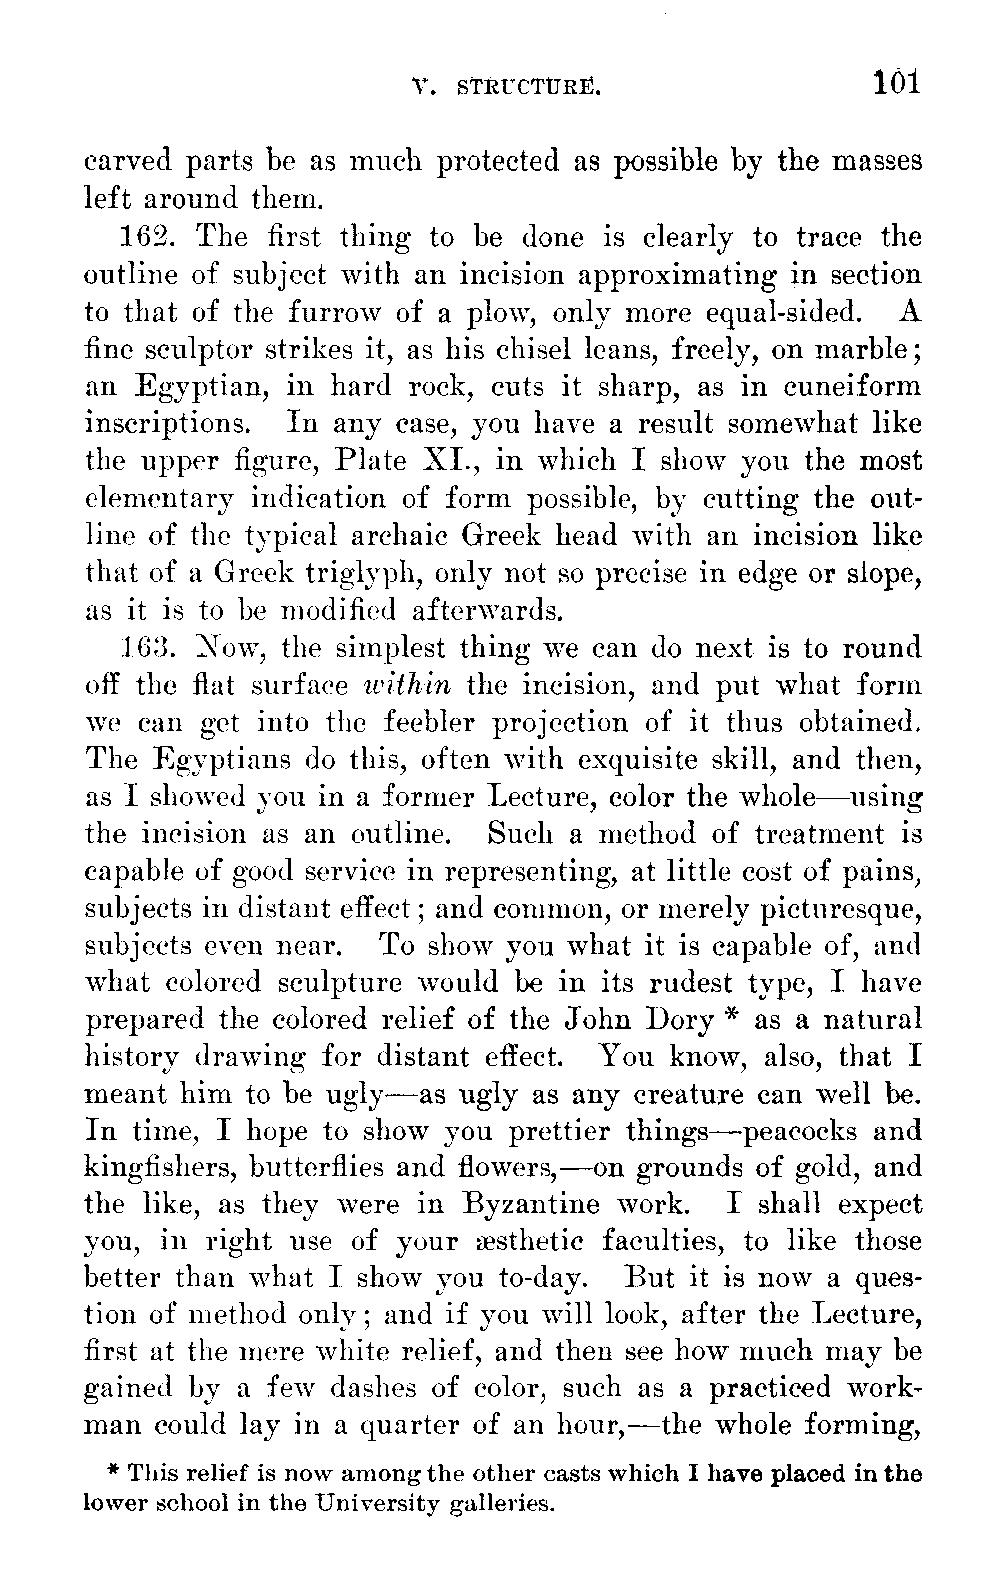 V. STRUCTURE. 101
carved parts be as much protected as possible by the masses
left around them.
162. The first thing to be done is clearly to trace the
outline of subject with an incision approximating in section
to that of the furrow of a plow, only more equal-sided. A
fine sculptor strikes it, as his chisel leans, freely, on marble;
an Egyptian, in hard rock, cuts it sharp, as in cuneiform
inscriptions. In any case, you have a result somewhat like
the upper figure, Plate XI., in which I show you the most
elementary indication of form possible, by cutting the out-
line of the typical archaic Greek head with an incision like
that of a Greek triglyph, only not so precise in edge or slope,
as it is to be modified afterwards.
163. Now, the simplest thing we can do next is to round
off the flat surface within the incision, and put what form
we can get into the feebler projection of it thus obtained.
The Egyptians do this, often with exquisite skill, and then,
as I showed you in a former Lecture, color the whole—using
the incision as an outline. Such a method of treatment is
capable of good service in representing, at little cost of pains,
subjects in distant effect; and common, or merely picturesque,
subjects even near. To show you what it is capable of, and
what colored sculpture would be in its rudest type, I have
prepared the colored relief of the John Dory * as a natural
history drawing for distant effect. You know, also, that I
meant him to be ugly—as ugly as any creature can well be.
In time, I hope to show you prettier things—peacocks and
kingfishers, butterflies and flowers,—on grounds of gold, and
the like, as they were in Byzantine work. I shall expect
you, in right use of your æsthetic faculties, to like those
better than what I show you to-day. But it is now a ques-
tion of method only; and if you will look, after the Lecture,
first at the mere white relief, and then see how much may be
gained by a few dashes of color, such as a practiced work-
man could lay in a quarter of an hour,—the whole forming,
* This relief is now among the other casts which I have placed in the
lower school in the University galleries.